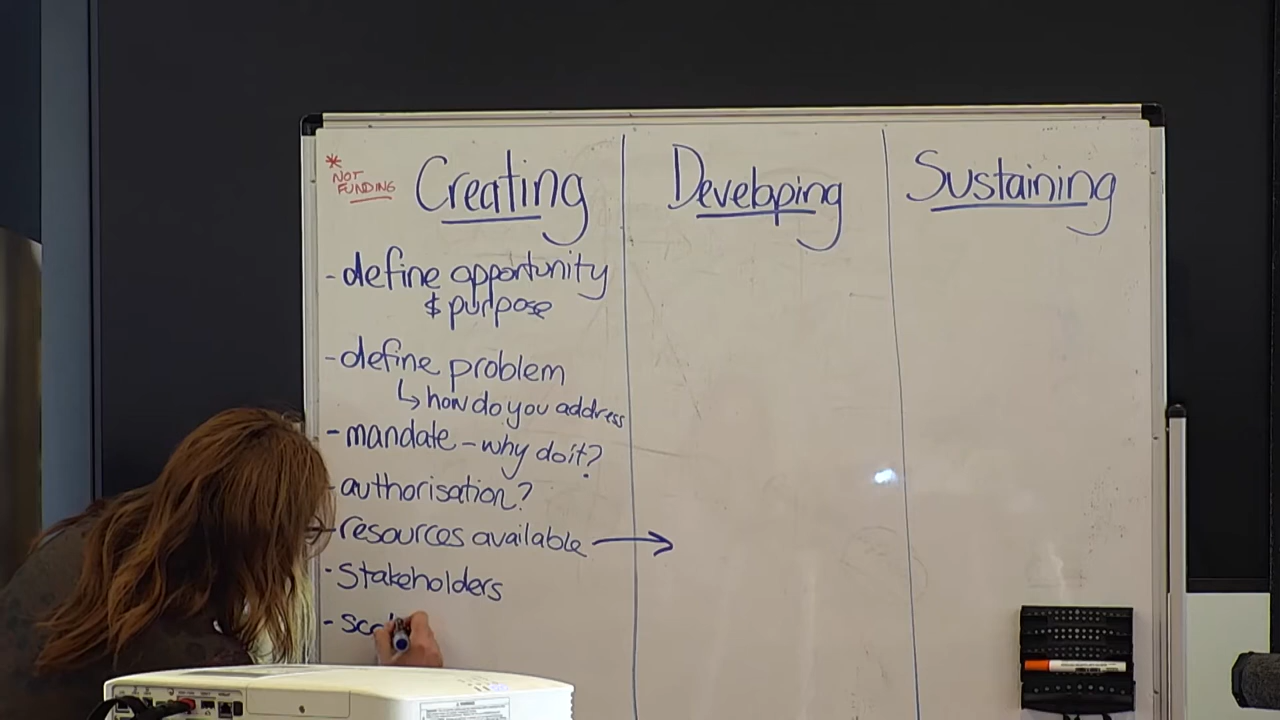 *
NOT
FUNDING
Creating
- define opportunity
& purpose
- define problem
↳ how do you address
- mandate - why do it?
- authorisation?
- resources available →
- Stakeholders
Developing
Sustaining